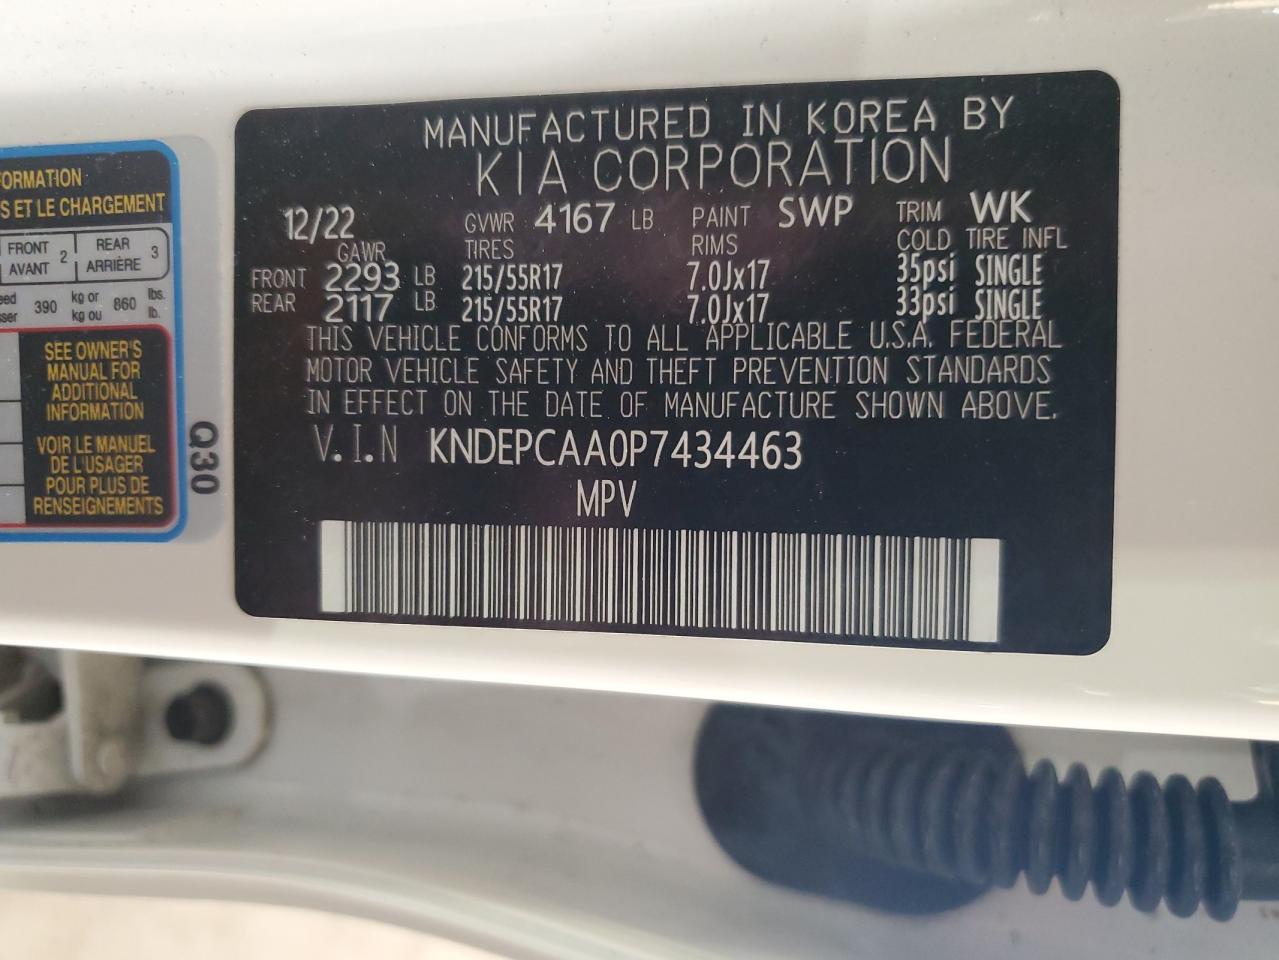 FORMATION
S ET LE CHARGEMENT
FRONT 2 REAR 3
AVANT ARRIÈRE
390 kg or 860 lbs.
kg ou lb.
SEE OWNER'S
MANUAL FOR
ADDITIONAL
INFORMATION
VOIR LE MANUEL
DE L'USAGER
POUR PLUS DE
RENSEIGNEMENTS
Q30
MANUFACTURED IN KOREA BY
KIA CORPORATION
12/22 GVWR 4167 LB PAINT SWP TRIM WK
GAWR TIRES RIMS COLD TIRE INFL
FRONT 2293 LB 215/55R17 7.0Jx17 35psi SINGLE
REAR 2117 LB 215/55R17 7.0Jx17 33psi SINGLE
THIS VEHICLE CONFORMS TO ALL APPLICABLE U.S.A. FEDERAL
MOTOR VEHICLE SAFETY AND THEFT PREVENTION STANDARDS
IN EFFECT ON THE DATE OF MANUFACTURE SHOWN ABOVE.
V.I.N KNDEPCAA0P7434463
MPV